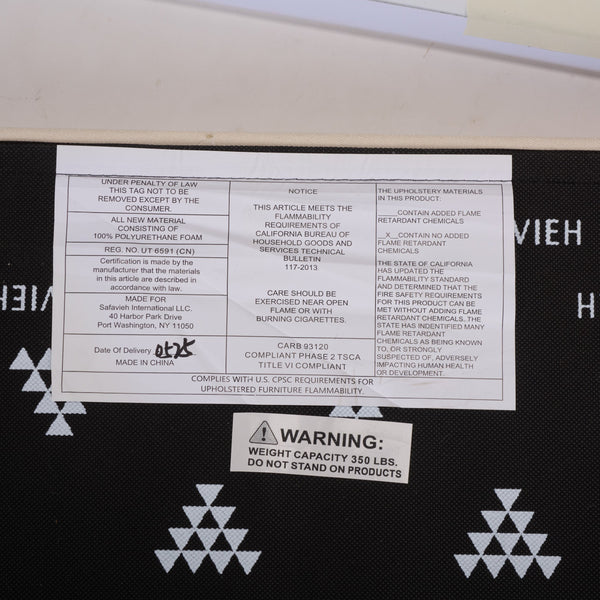 UNDER PENALTY OF LAW
THIS TAG NOT TO BE
REMOVED EXCEPT BY THE
CONSUMER.
ALL NEW MATERIAL
CONSISTING OF
100% POLYURETHANE FOAM
REG. NO. UT 6591 (CN)
Certification is made by the
manufacturer that the materials
in this article are described in
accordance with law.
MADE FOR
Safavieh International LLC.
40 Harbor Park Drive
Port Washington, NY 11050
Date Of Delivery
MADE IN CHINA
NOTICE
THIS ARTICLE MEETS THE
FLAMMABILITY
REQUIREMENTS OF
CALIFORNIA BUREAU OF
HOUSEHOLD GOODS AND
SERVICES TECHNICAL
BULLETIN
117-2013
CARE SHOULD BE
EXERCISED NEAR OPEN
FLAME OR WITH
BURNING CIGARETTES.
CARB 93120
COMPLIANT PHASE 2 TSCA
TITLE VI COMPLIANT
THE UPHOLSTERY MATERIALS
IN THIS PRODUCT:
____CONTAIN ADDED FLAME
RETARDANT CHEMICALS
__X__CONTAIN NO ADDED
FLAME RETARDANT
CHEMICALS
THE STATE OF CALIFORNIA
HAS UPDATED THE
FLAMMABILITY STANDARD
AND DETERMINED THAT THE
FIRE SAFETY REQUIREMENTS
FOR THIS PRODUCT CAN BE
MET WITHOUT ADDING FLAME
RETARDANT CHEMICALS. THE
STATE HAS INDENTIFIED MANY
FLAME RETARDANT
CHEMICALS AS BEING KNOWN
TO, OR STRONGLY
SUSPECTED OF, ADVERSELY
IMPACTING HUMAN HEALTH
OR DEVELOPMENT.
COMPLIES WITH U.S. CPSC REQUIREMENTS FOR
UPHOLSTERED FURNITURE FLAMMABILITY.
WARNING:
WEIGHT CAPACITY 350 LBS.
DO NOT STAND ON PRODUCTS
VIEH
VIEH
H